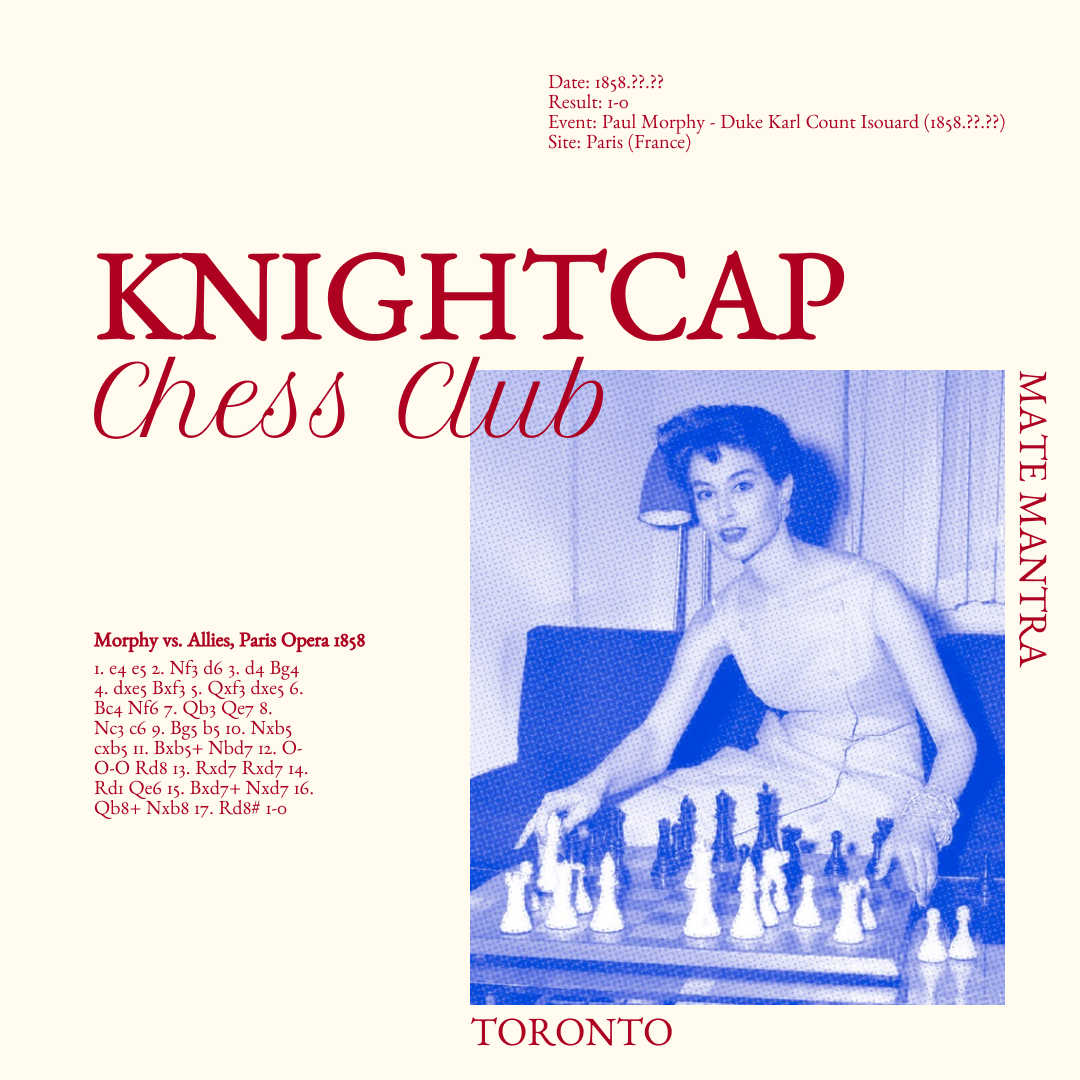 Date: 1858.??.??
Result: 1-0
Event: Paul Morphy - Duke Karl Count Isouard (1858.??.??)
Site: Paris (France)
KNIGHTCAP
Chess Club
MATE MANTRA
Morphy vs. Allies, Paris Opera 1858
1. e4 e5 2. Nf3 d6 3. d4 Bg4
4. dxe5 Bxf3 5. Qxf3 dxe5 6.
Bc4 Nf6 7. Qb3 Qe7 8.
Nc3 c6 9. Bg5 b5 10. Nxb5
cxb5 11. Bxb5+ Nbd7 12. O-
O-O Rd8 13. Rxd7 Rxd7 14.
Rd1 Qe6 15. Bxd7+ Nxd7 16.
Qb8+ Nxb8 17. Rd8# 1-0
TORONTO